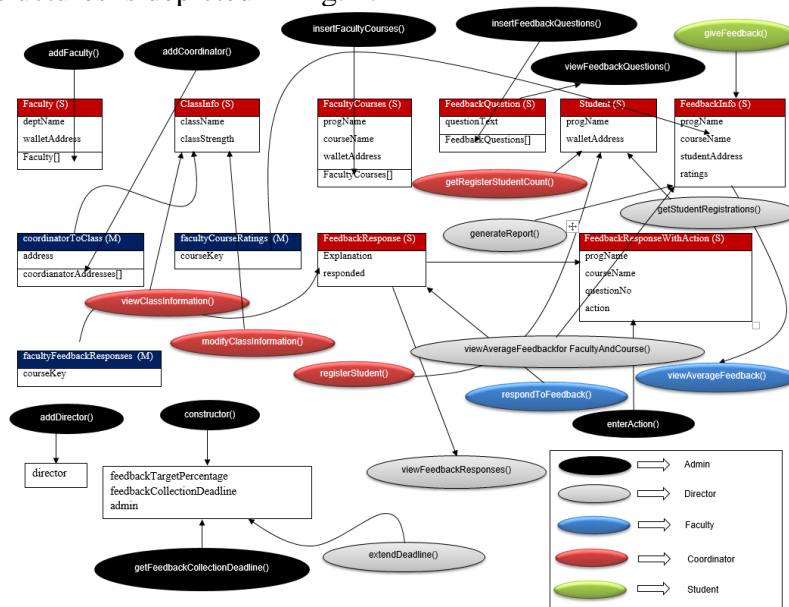 insertFacultyCourses()
insertFeedbackQuestions()
giveFeedback()
addFaculty()
addCoordinator()
viewFeedbackQuestions()
Faculty (S)
deptName
walletAddress
Faculty[]
ClassInfo (S)
className
classStrength
FacultyCourses (S)
progName
courseName
walletAddress
FacultyCourses[]
FeedbackQuestion (S)
questionText
FeedbackQuestions[]
Student (S)
progName
walletAddress
FeedbackInfo (S)
progName
courseName
studentAddress
ratings
getRegisterStudentCount()
getStudentRegistrations()
generateReport()
coordinatorToClass (M)
address
coordianatorAddresses[]
facultyCourseRatings (M)
courseKey
FeedbackResponse (S)
Explanation
responded
FeedbackResponseWithAction (S)
progName
courseName
questionNo
action
viewClassInformation()
modifyClassInformation()
viewAverageFeedbackfor FacultyAndCourse()
factultyFeedbackResponses (M)
courseKey
registerStudent()
viewAverageFeedback()
respondToFeedback()
addDirector()
constructor()
enterAction()
director
feedbackTargetPercentage
feedbackCollectionDeadline
admin
viewFeedbackResponses()
extendDeadline()
getFeedbackCollectionDeadline()
Admin
Director
Faculty
Coordinator
Student